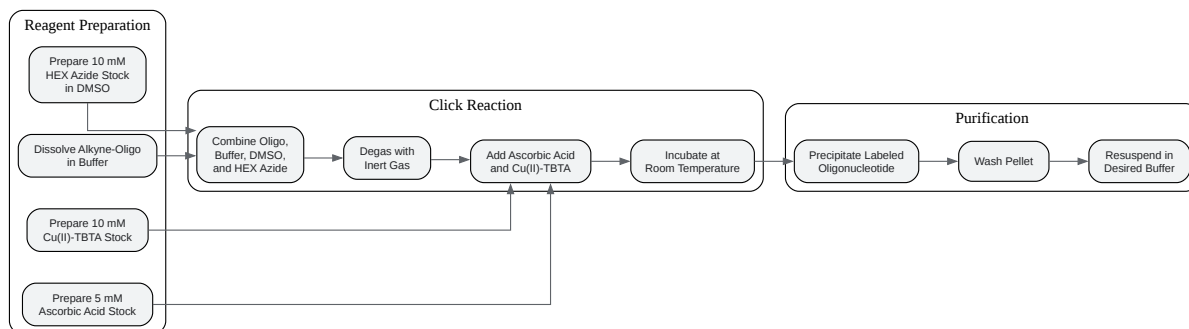 Reagent Preparation
Prepare 10 mM
HEX Azide Stock
in DMSO
Dissolve Alkyne-Oligo
in Buffer
Prepare 10 mM
Cu(II)-TBTA Stock
Prepare 5 mM
Ascorbic Acid Stock
Click Reaction
Combine Oligo,
Buffer, DMSO,
and HEX Azide
Degas with
Inert Gas
Add Ascorbic Acid
and Cu(II)-TBTA
Incubate at
Room Temperature
Purification
Precipitate Labeled
Oligonucleotide
Wash Pellet
Resuspend in
Desired Buffer